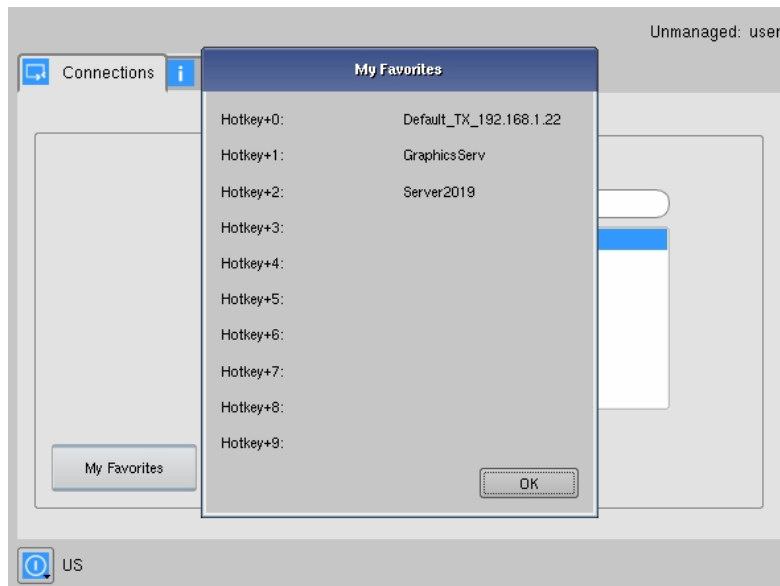 Unmanaged: user
Connections
i
My Favorites
Hotkey+0: Default_TX_192.168.1.22
Hotkey+1: GraphicsServ
Hotkey+2: Server2019
Hotkey+3:
Hotkey+4:
Hotkey+5:
Hotkey+6:
Hotkey+7:
Hotkey+8:
Hotkey+9:
My Favorites
OK
US